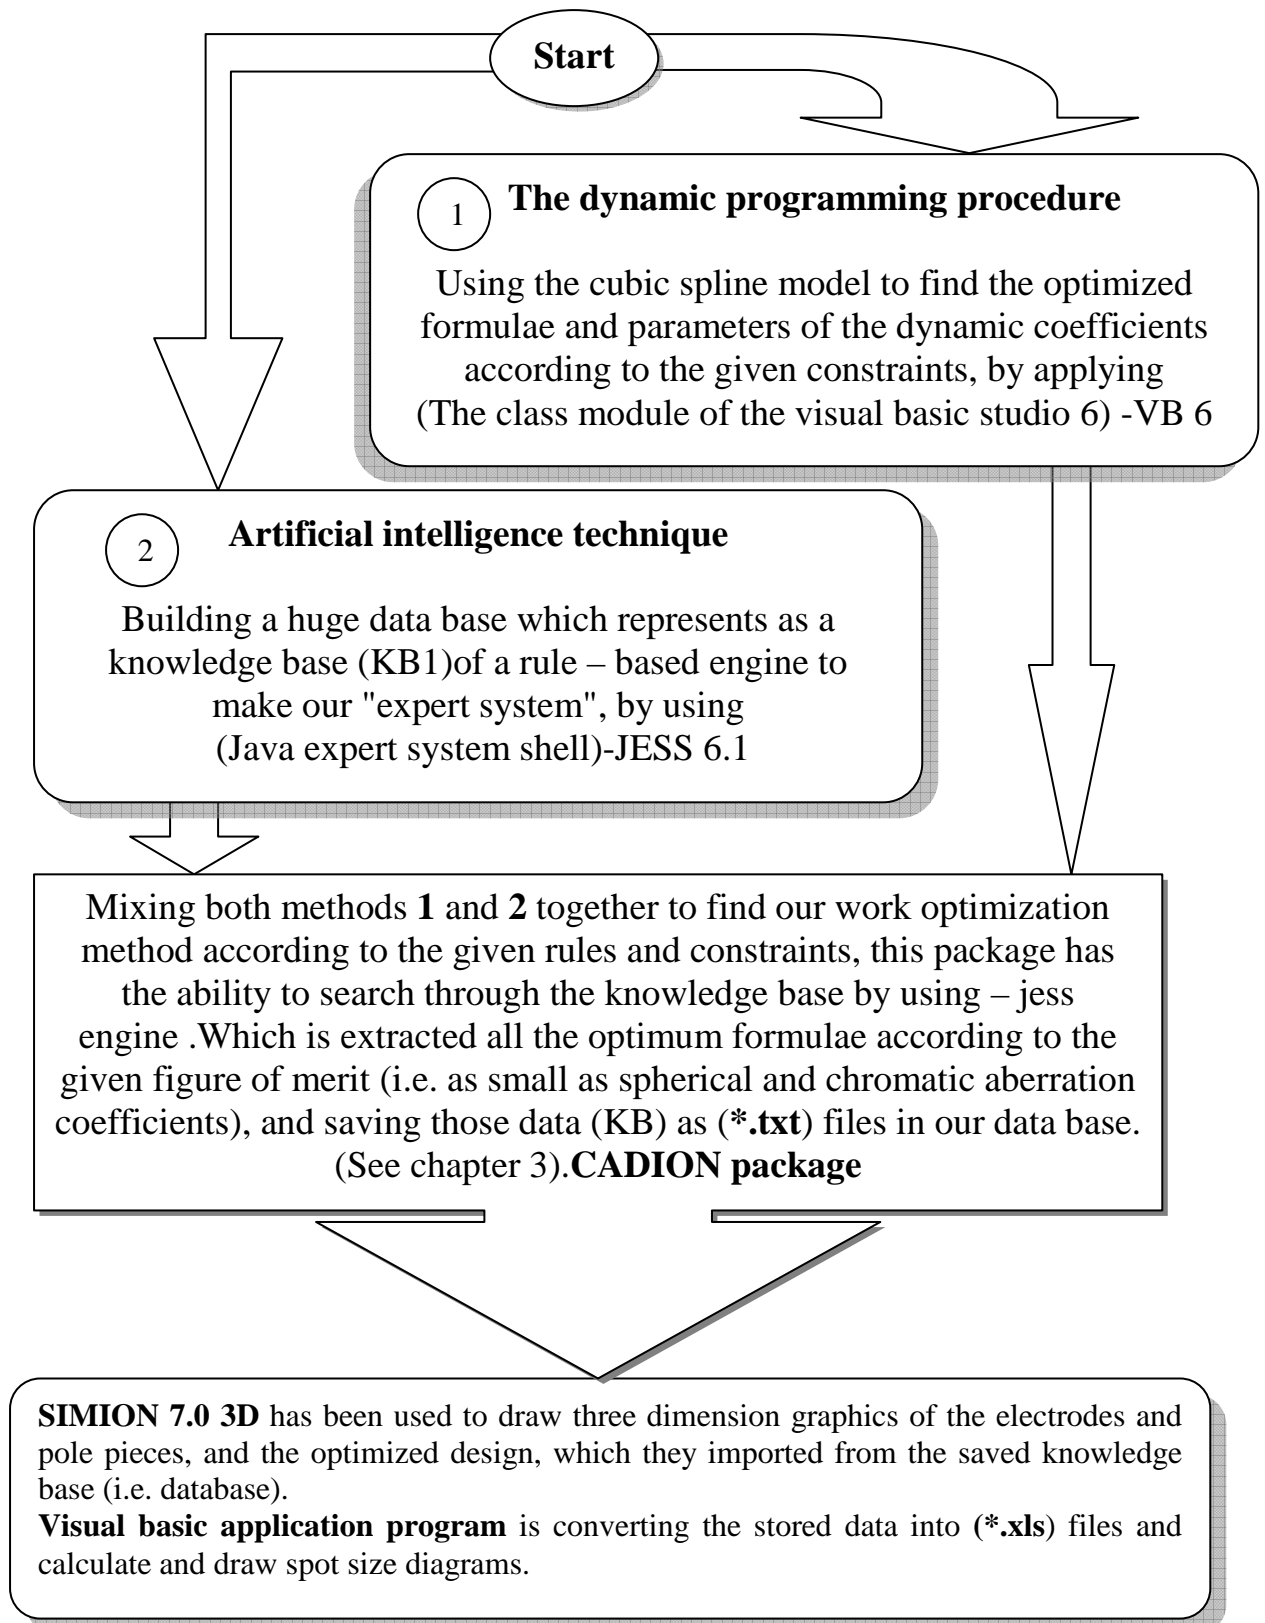 Start
1
The dynamic programming procedure
Using the cubic spline model to find the optimized
formulae and parameters of the dynamic coefficients
according to the given constraints, by applying
(The class module of the visual basic studio 6) -VB 6
2
Artificial intelligence technique
Building a huge data base which represents as a
knowledge base (KB1)of a rule – based engine to
make our "expert system", by using
(Java expert system shell)-JESS 6.1
Mixing both methods 1 and 2 together to find our work optimization
method according to the given rules and constraints, this package has
the ability to search through the knowledge base by using – jess
engine .Which is extracted all the optimum formulae according to the
given figure of merit (i.e. as small as spherical and chromatic aberration
coefficients), and saving those data (KB) as (*.txt) files in our data base.
(See chapter 3).CADION package
SIMION 7.0 3D has been used to draw three dimension graphics of the electrodes and
pole pieces, and the optimized design, which they imported from the saved knowledge
base (i.e. database).
Visual basic application program is converting the stored data into (*.xls) files and
calculate and draw spot size diagrams.